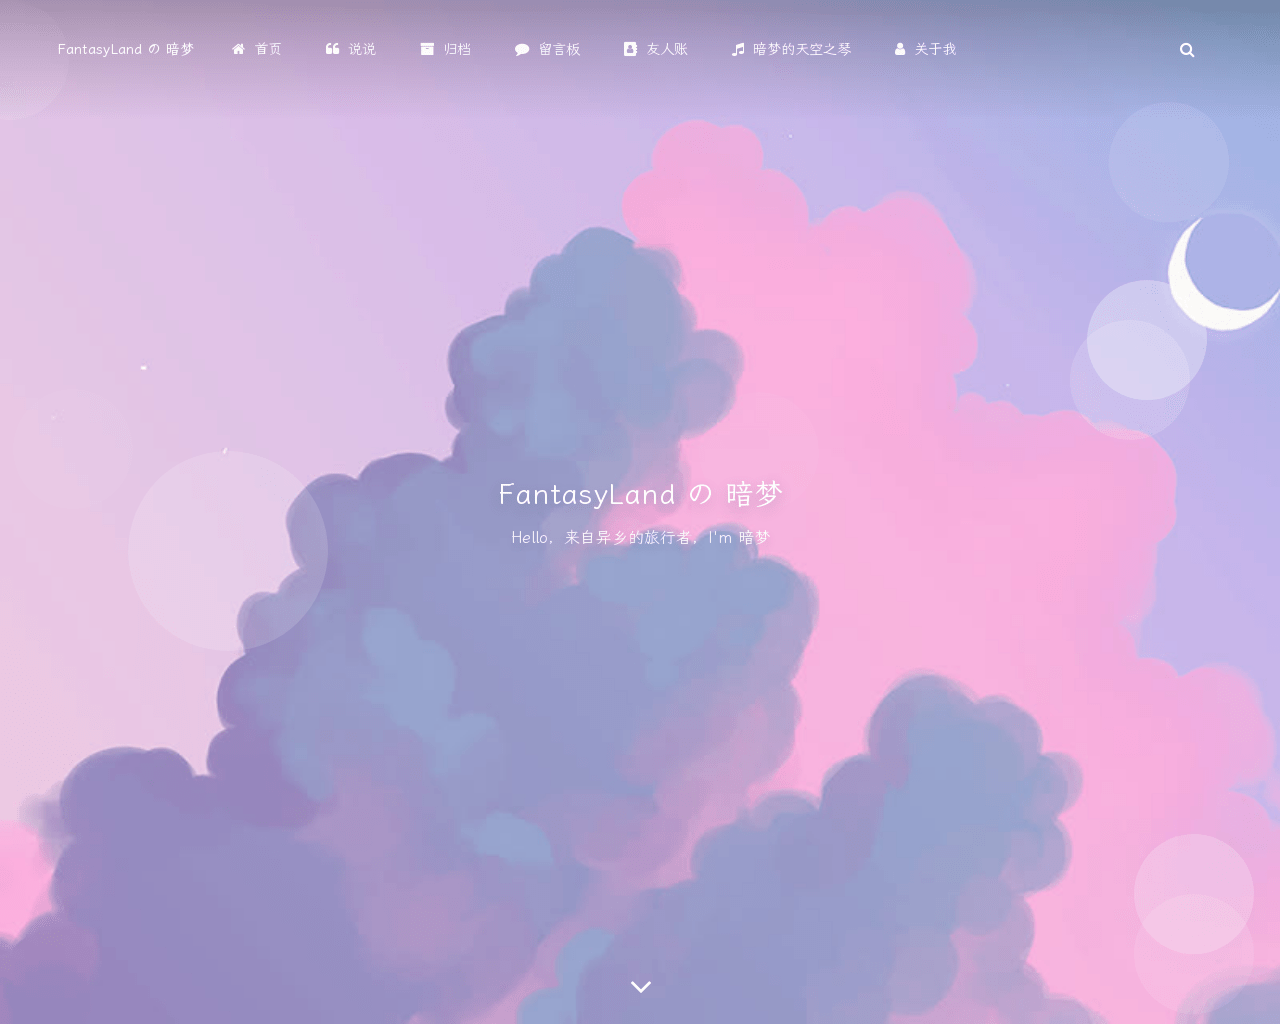 FantasyLand の 暗梦 首页 说说 归档 留言板 友人账 暗梦的天空之琴 关于我
FantasyLand の 暗梦
Hello，来自异乡的旅行者，I'm 暗梦